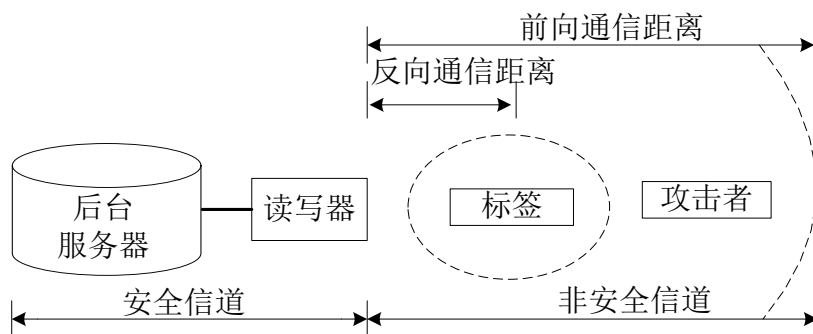 前向通信距离
反向通信距离
后台
服务器
读写器
标签
攻击者
安全信道
非安全信道